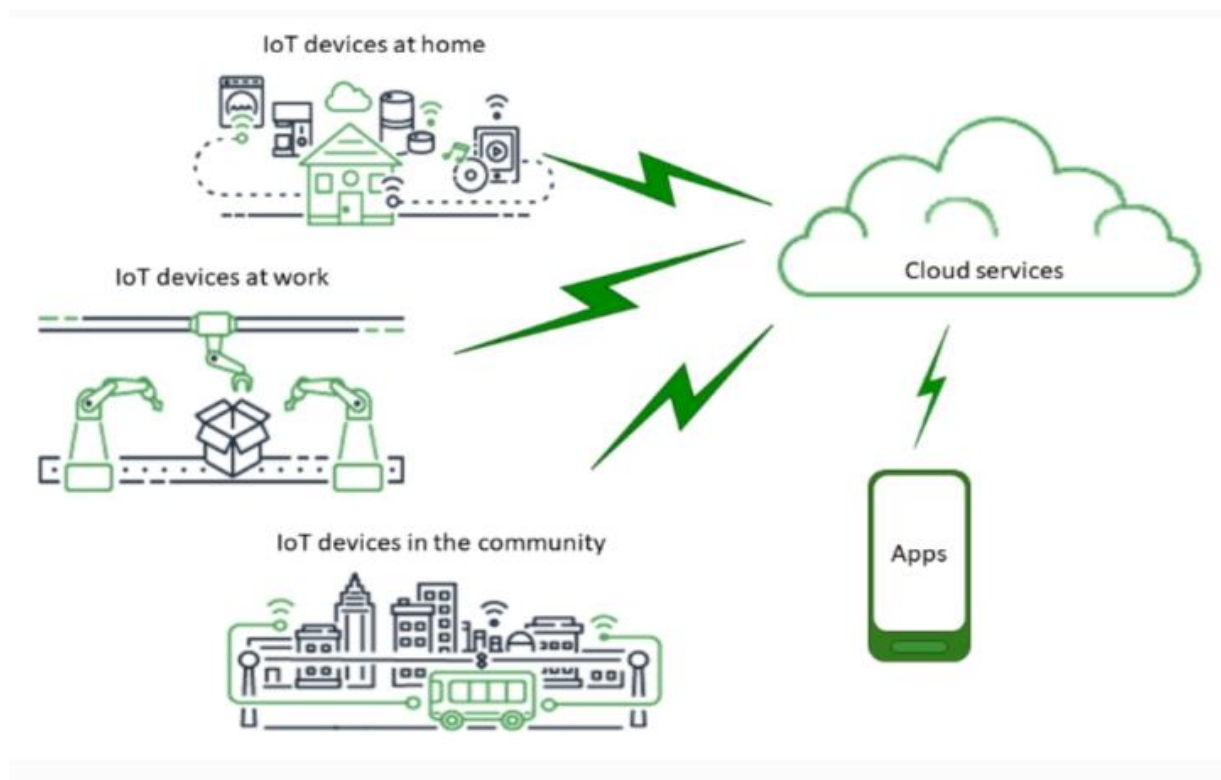 IoT devices at home
IoT devices at work
Cloud services
IoT devices in the community
Apps